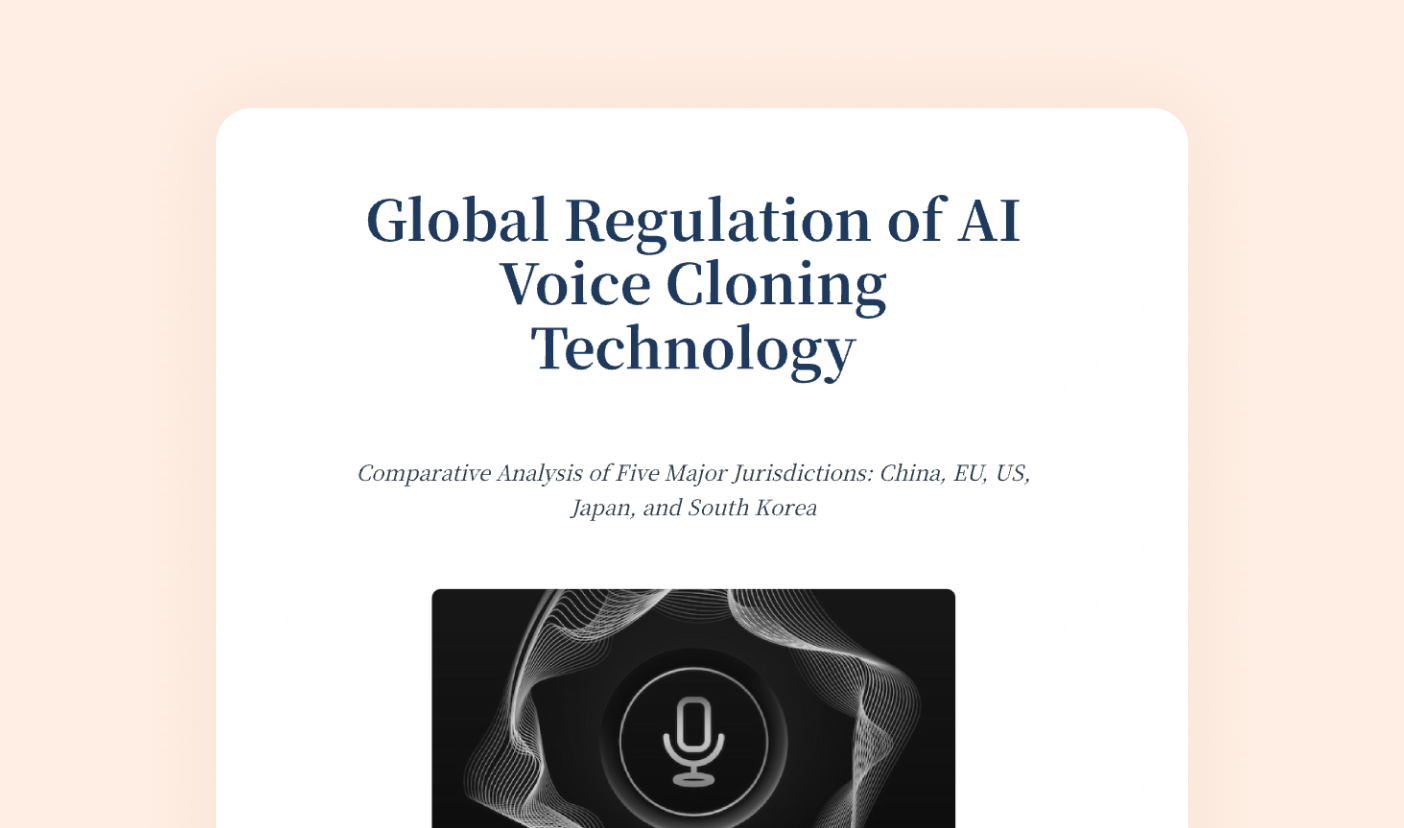 Global Regulation of AI
Voice Cloning
Technology
Comparative Analysis of Five Major Jurisdictions: China, EU, US,
Japan, and South Korea